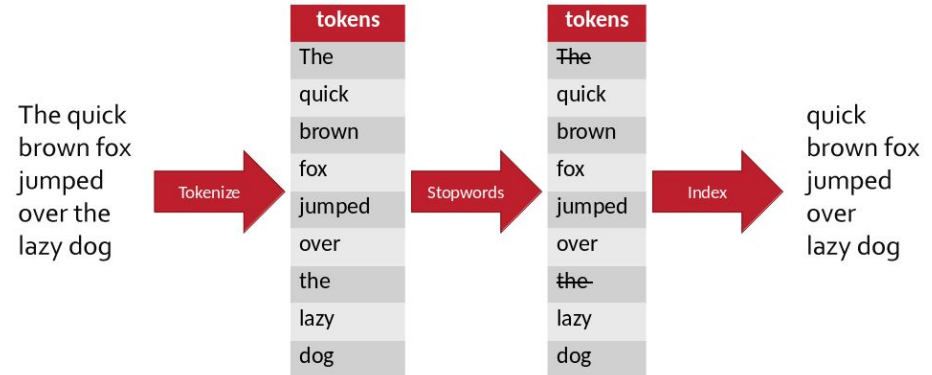 The quick
brown fox
jumped
over the
lazy dog
Tokenize
tokens
The
quick
brown
fox
jumped
over
the
lazy
dog
Stopwords
tokens
The
quick
brown
fox
jumped
over
the
lazy
dog
Index
quick
brown fox
jumped
over
lazy dog